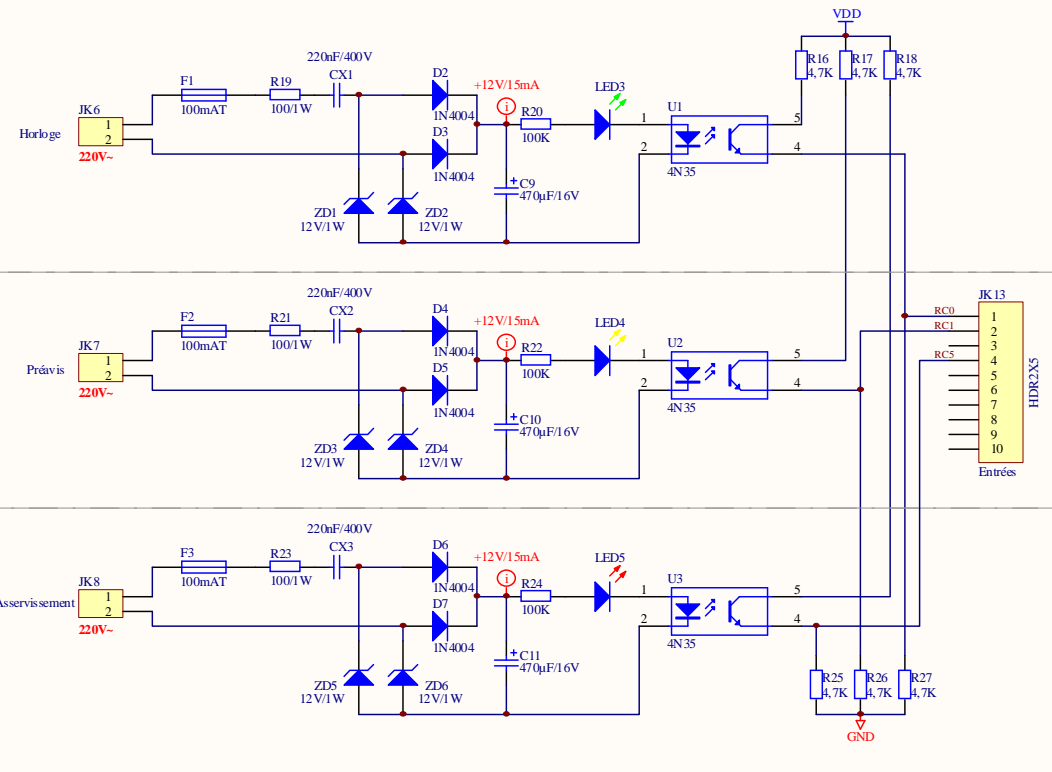 VDD
R16
4,7K
R17
4,7K
R18
4,7K
220nF/400V
CX1
F1
100mAT
R19
100/1W
D2
1N4004
D3
1N4004
+12V/15mA
i
R20
100K
LED3
U1
1
2
5
4
4N35
JK6
1
2
Horloge
220V~
ZD1
12V/1W
ZD2
12V/1W
C9
+
470µF/16V
220nF/400V
CX2
F2
100mAT
R21
100/1W
D4
1N4004
D5
1N4004
+12V/15mA
i
R22
100K
LED4
U2
1
2
5
4
4N35
JK7
1
2
Préavis
220V~
ZD3
12V/1W
ZD4
12V/1W
C10
+
470µF/16V
JK13
RC0
RC1
RC5
1
2
3
4
5
6
7
8
9
10
HDR2X5
Entrées
220nF/400V
CX3
F3
100mAT
R23
100/1W
D6
1N4004
D7
1N4004
+12V/15mA
i
R24
100K
LED5
U3
1
2
5
4
4N35
JK8
1
2
Asservissement
220V~
ZD5
12V/1W
ZD6
12V/1W
C11
+
470µF/16V
R25
4,7K
R26
4,7K
R27
4,7K
GND